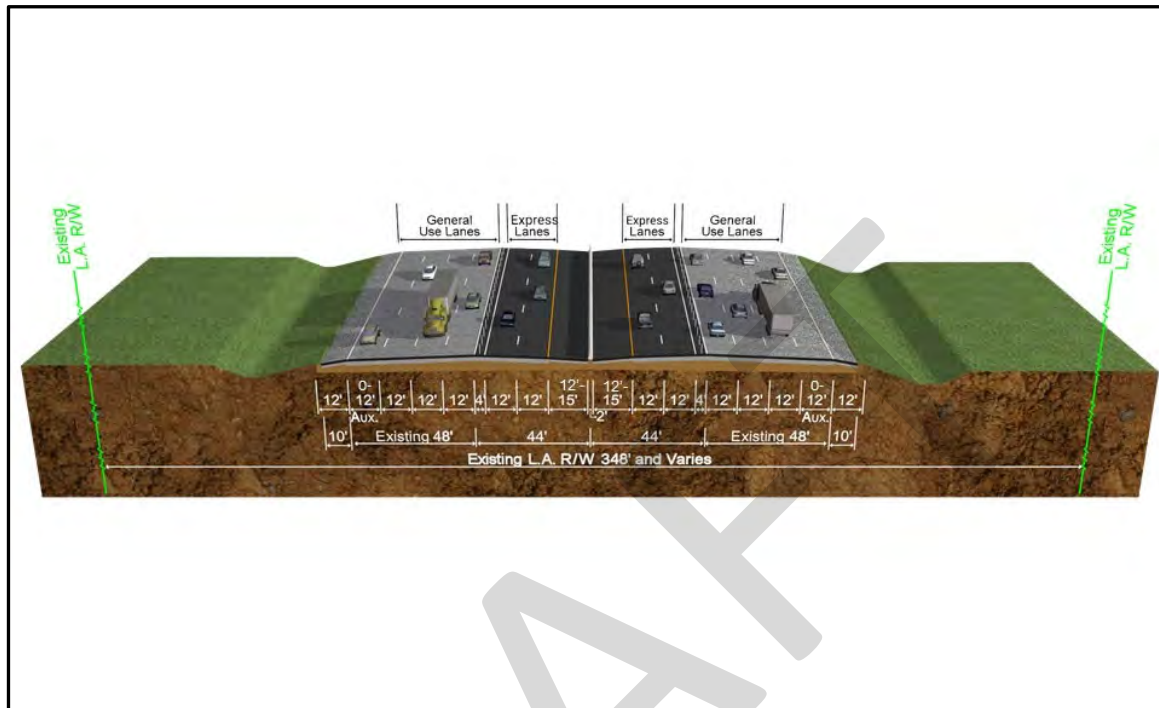 General
Use Lanes
Express
Lanes
Express
Lanes
General
Use Lanes
Existing
L.A. R/W
Existing
L.A. R/W
12' 0-12' 12' 12' 12' 4' 12' 12' 12'-15' 12'-15' 12' 12' 4' 12' 12' 12' 0-12' 12'
Aux. 2' Aux.
10' Existing 48' 44' 44' Existing 48' 10'
Existing L.A. R/W 346' and Varies